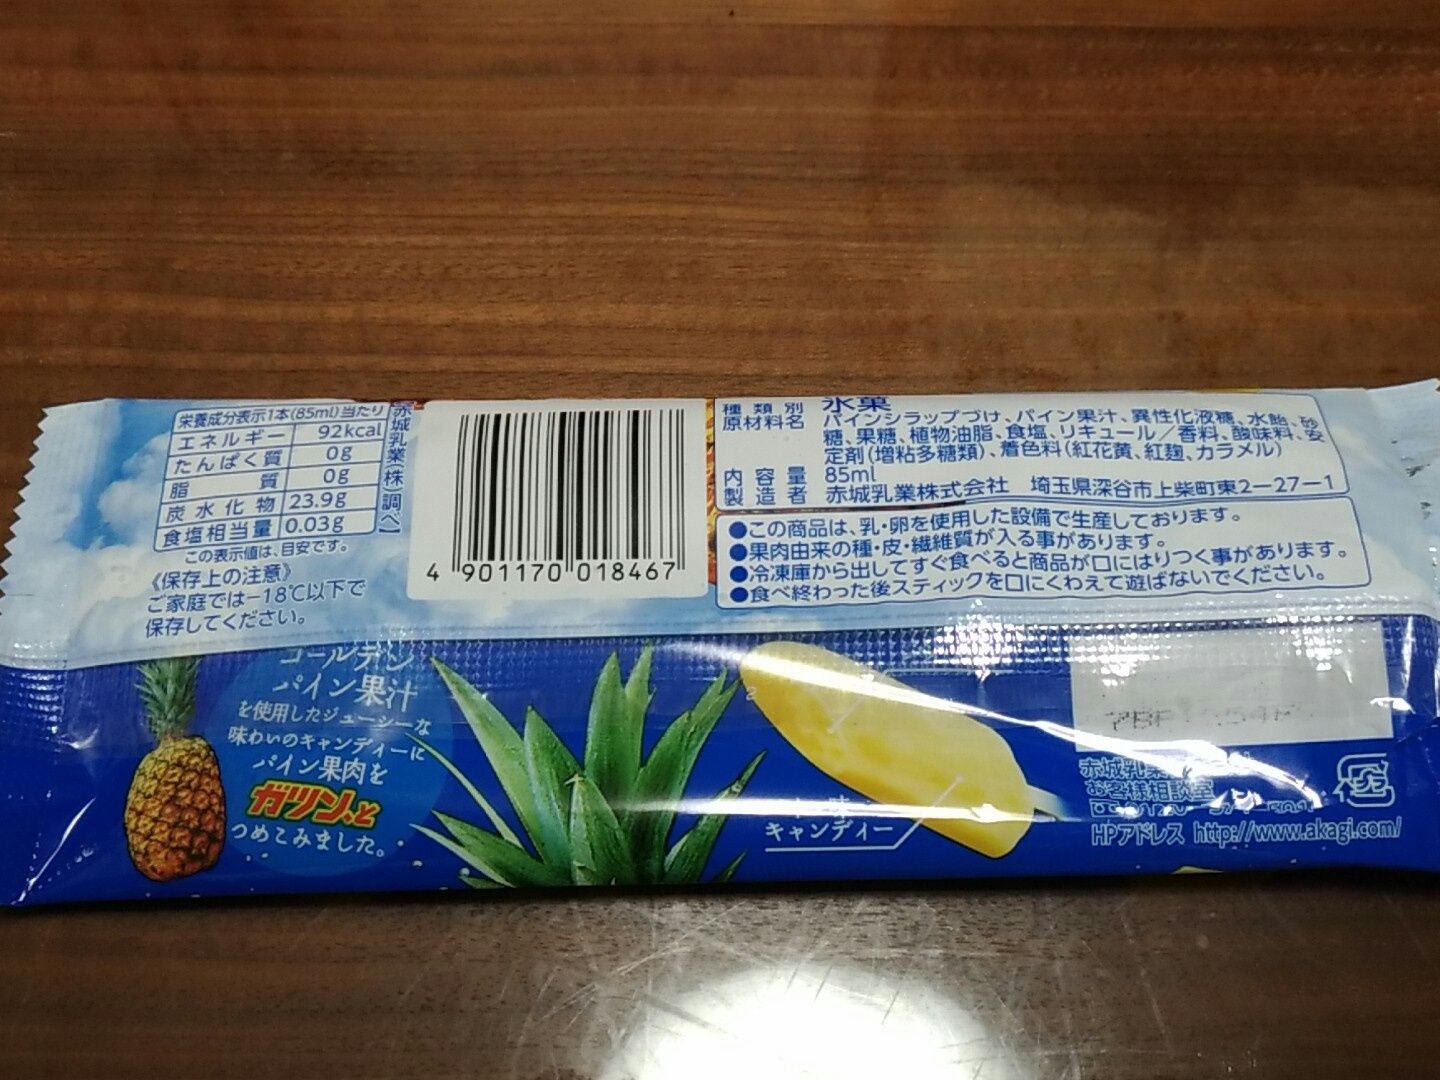 栄養成分表示1本(85ml)当たり
エネルギー 92kcal
たんぱく質 0g
脂質 0g
炭水化物 23.9g
食塩相当量 0.03g
赤城乳業(株)調べ
この表示値は、目安です。
《保存上の注意》
ご家庭では−18℃以下で
保存してください。
4 901170 018467
種類別 氷菓
原材料名 パインシラップづけ、パイン果汁、異性化液糖、水飴、砂
糖、果糖、植物油脂、食塩、リキュール／香料、酸味料、安
定剤(増粘多糖類)、着色料(紅花黄、紅麹、カラメル)
内容量 85ml
製造者 赤城乳業株式会社 埼玉県深谷市上柴町東2−27−1
●この商品は、乳・卵を使用した設備で生産しております。
●果肉由来の種・皮・繊維質が入る事があります。
●冷凍庫から出してすぐ食べると商品が口にはりつく事があります。
●食べ終わった後スティックを口にくわえて遊ばないでください。
ゴールデン
パイン果汁
を使用したジューシーな
味わいのキャンディーに
パイン果肉を
ガリン、と
つめこみました。
味
キャンディー
赤城乳業
お客様相談室
プラ
HPアドレス http://www.akagi.com/